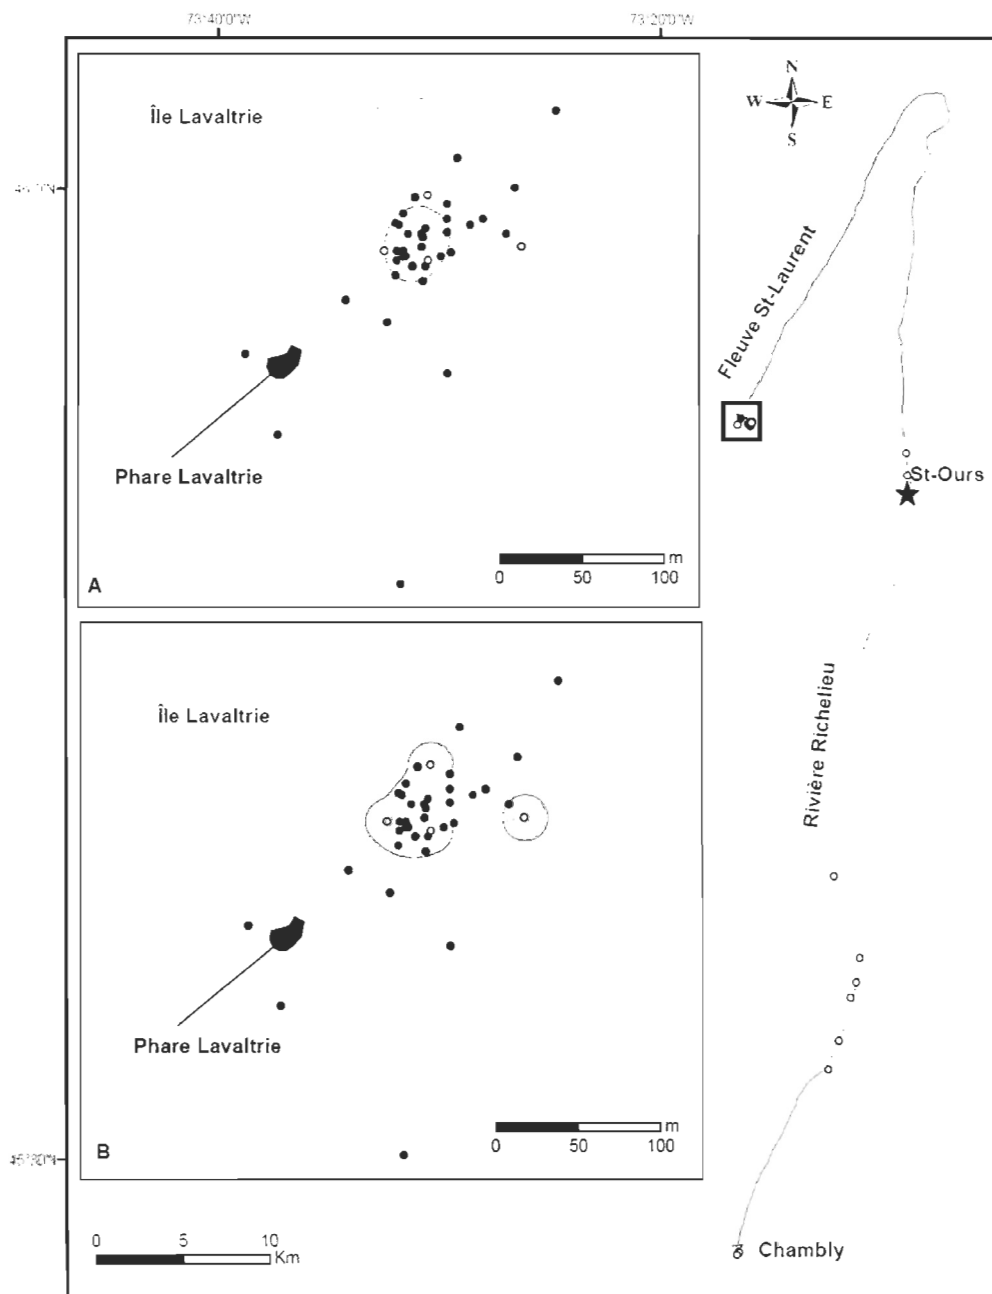 73°40'0"W
73°20'0"W
N
W E
S
Île Lavaltrie
Fleuve St-Laurent
Phare Lavaltrie
St-Ours
m
0 50 100
A
Île Lavaltrie
Rivière Richelieu
Phare Lavaltrie
m
0 50 100
B
0 5 10
Km
Chambly